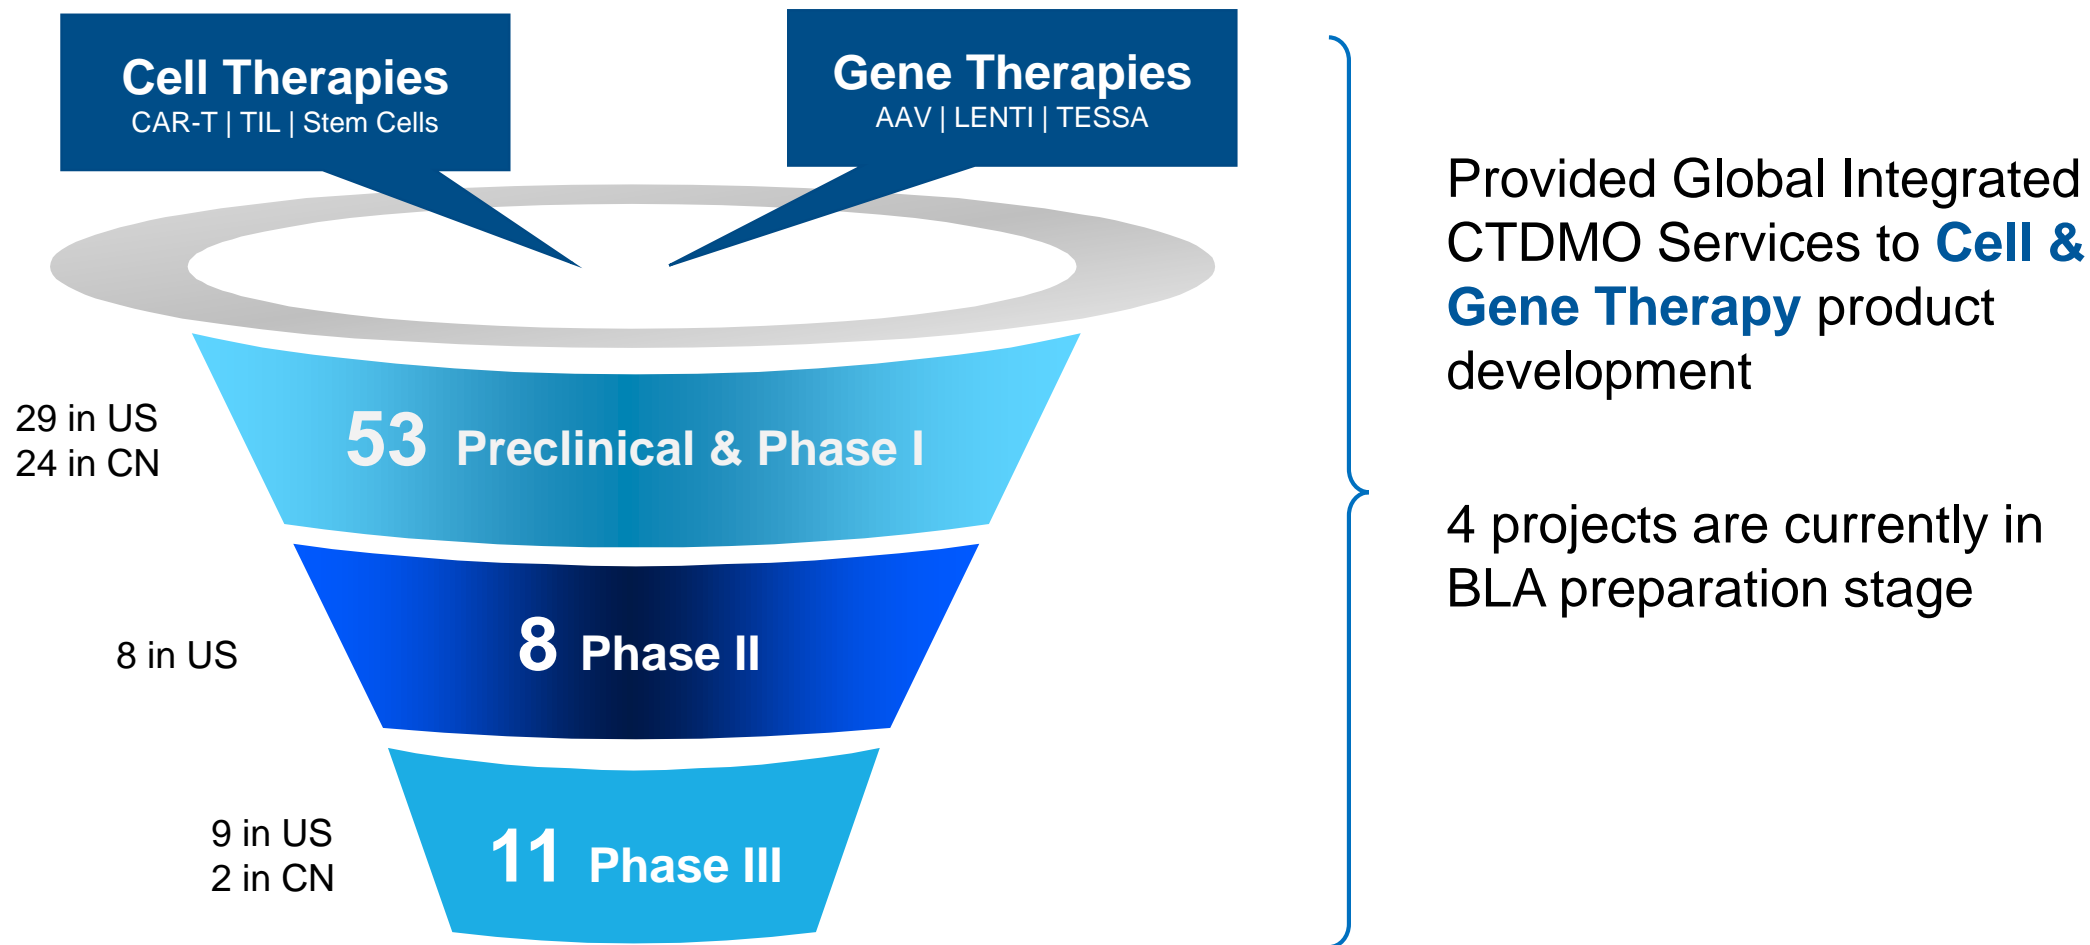 Cell Therapies
CAR-T | TIL | Stem Cells
Gene Therapies
AAV | LENTI | TESSA
29 in US
24 in CN
53 Preclinical & Phase I
8 in US
8 Phase II
9 in US
2 in CN
11 Phase III
Provided Global Integrated
CTDMO Services to Cell &
Gene Therapy product
development
4 projects are currently in
BLA preparation stage